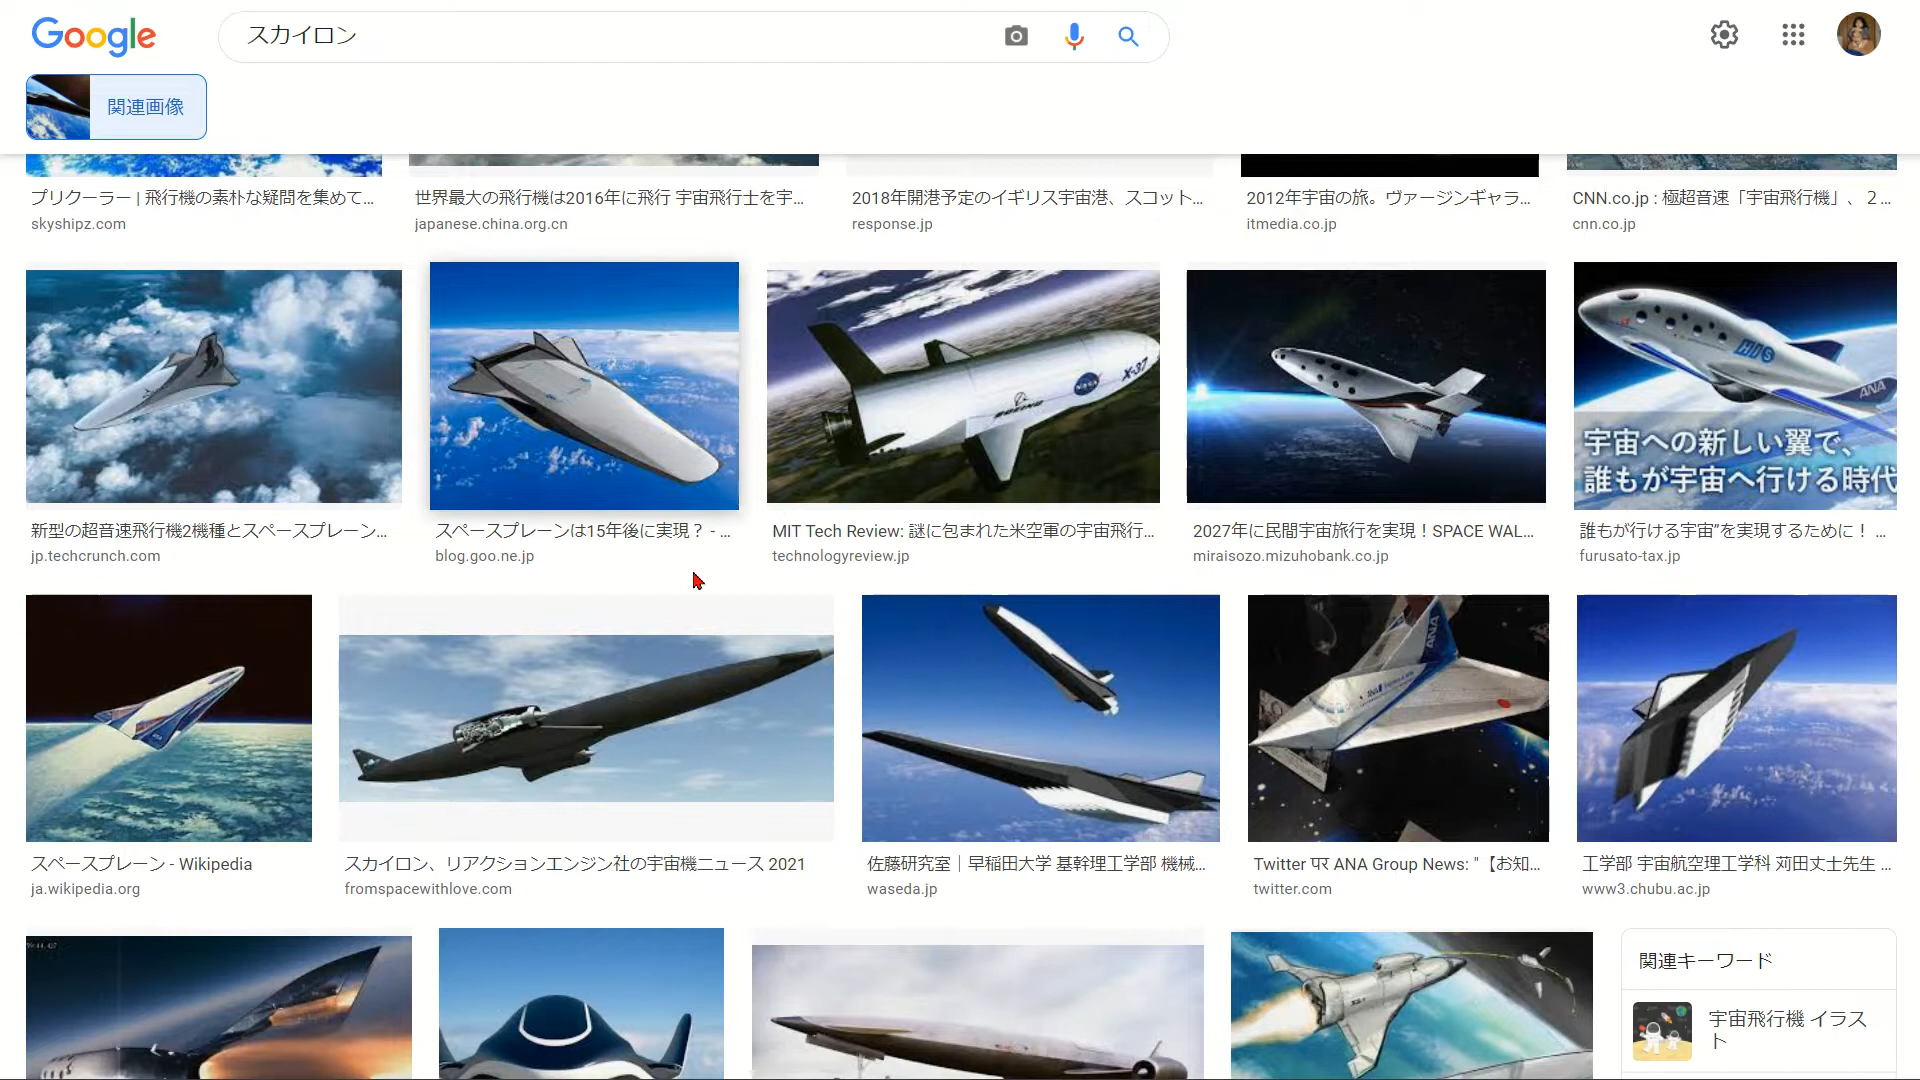 Google
スカイロン
関連画像
プリクーラー | 飛行機の素朴な疑問を集めて...
skyshipz.com
世界最大の飛行機は2016年に飛行 宇宙飛行士を宇...
japanese.china.org.cn
2018年開港予定のイギリス宇宙港、スコット...
response.jp
2012年宇宙の旅。ヴァージンギャラ...
itmedia.co.jp
CNN.co.jp : 極超音速「宇宙飛行機」、２...
cnn.co.jp
BOEING
X-37
HIS
ANA
宇宙への新しい翼で、
誰もが宇宙へ行ける時代
新型の超音速飛行機2機種とスペースプレーン...
jp.techcrunch.com
スペースプレーンは15年後に実現？ - ...
blog.goo.ne.jp
MIT Tech Review: 謎に包まれた米空軍の宇宙飛行...
technologyreview.jp
2027年に民間宇宙旅行を実現！SPACE WAL...
miraisozo.mizuhobank.co.jp
誰もが行ける宇宙”を実現するために！ ...
furusato-tax.jp
ANA
スペースプレーン - Wikipedia
ja.wikipedia.org
スカイロン、リアクションエンジン社の宇宙機ニュース 2021
fromspacewithlove.com
佐藤研究室｜早稲田大学 基幹理工学部 機械...
waseda.jp
Twitter पर ANA Group News: "【お知...
twitter.com
工学部 宇宙航空理工学科 苅田丈士先生 ...
www3.chubu.ac.jp
関連キーワード
宇宙飛行機 イラス
ト